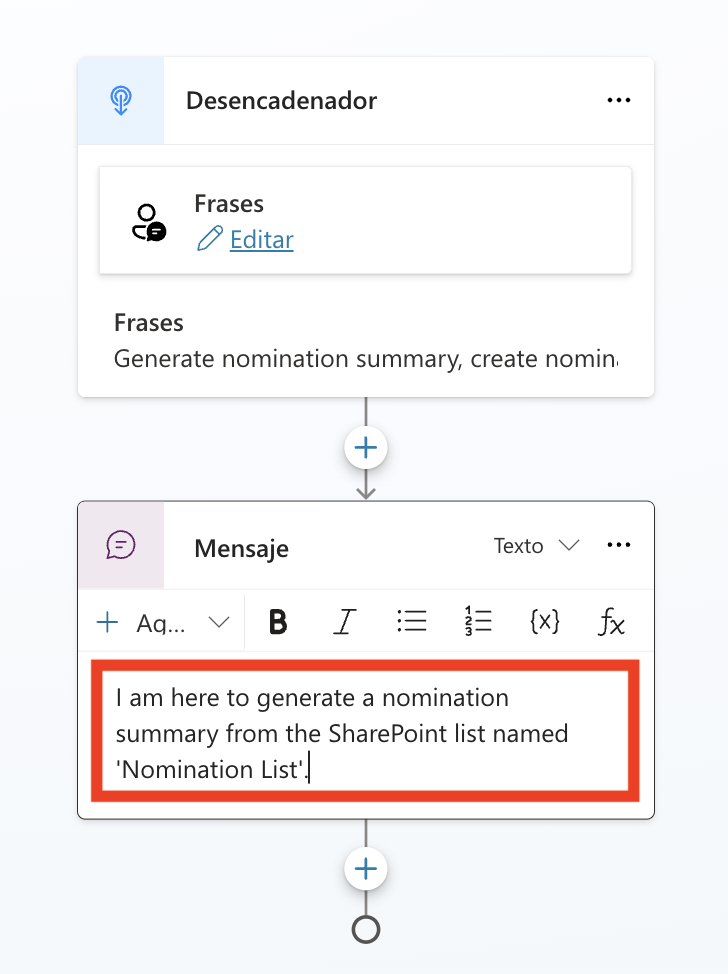 Desencadenador
Frases
Editar
Frases
Generate nomination summary, create nomin
Mensaje
Texto
Ag...
B I {x} fx
I am here to generate a nomination
summary from the SharePoint list named
'Nomination List'.